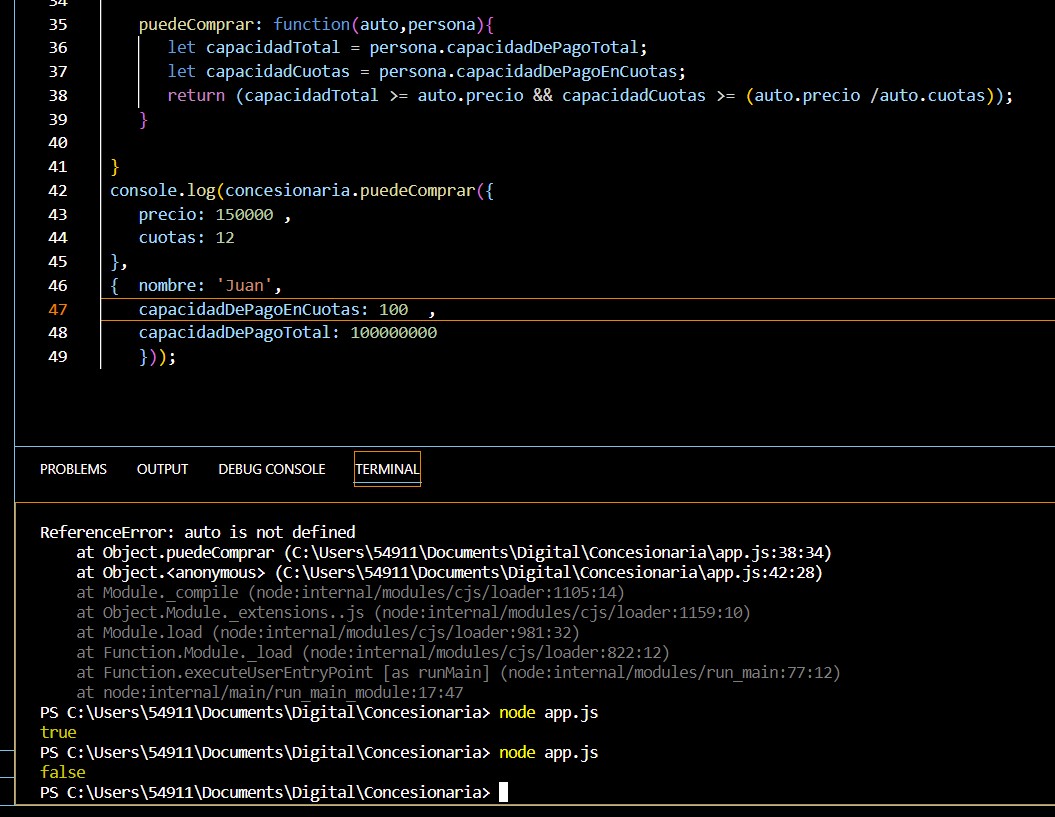 34
35 puedeComprar: function(auto,persona){
36 let capacidadTotal = persona.capacidadDePagoTotal;
37 let capacidadCuotas = persona.capacidadDePagoEnCuotas;
38 return (capacidadTotal >= auto.precio && capacidadCuotas >= (auto.precio /auto.cuotas));
39 }
40
41 }
42 console.log(concesionaria.puedeComprar({
43 precio: 150000 ,
44 cuotas: 12
45 },
46 { nombre: 'Juan',
47 capacidadDePagoEnCuotas: 100 ,
48 capacidadDePagoTotal: 100000000
49 }));
PROBLEMS OUTPUT DEBUG CONSOLE TERMINAL
ReferenceError: auto is not defined
at Object.puedeComprar (C:\Users\54911\Documents\Digital\Concesionaria\app.js:38:34)
at Object.<anonymous> (C:\Users\54911\Documents\Digital\Concesionaria\app.js:42:28)
at Module._compile (node:internal/modules/cjs/loader:1105:14)
at Object.Module._extensions..js (node:internal/modules/cjs/loader:1159:10)
at Module.load (node:internal/modules/cjs/loader:981:32)
at Function.Module._load (node:internal/modules/cjs/loader:822:12)
at Function.executeUserEntryPoint [as runMain] (node:internal/modules/run_main:77:12)
at node:internal/main/run_main_module:17:47
PS C:\Users\54911\Documents\Digital\Concesionaria> node app.js
true
PS C:\Users\54911\Documents\Digital\Concesionaria> node app.js
false
PS C:\Users\54911\Documents\Digital\Concesionaria>